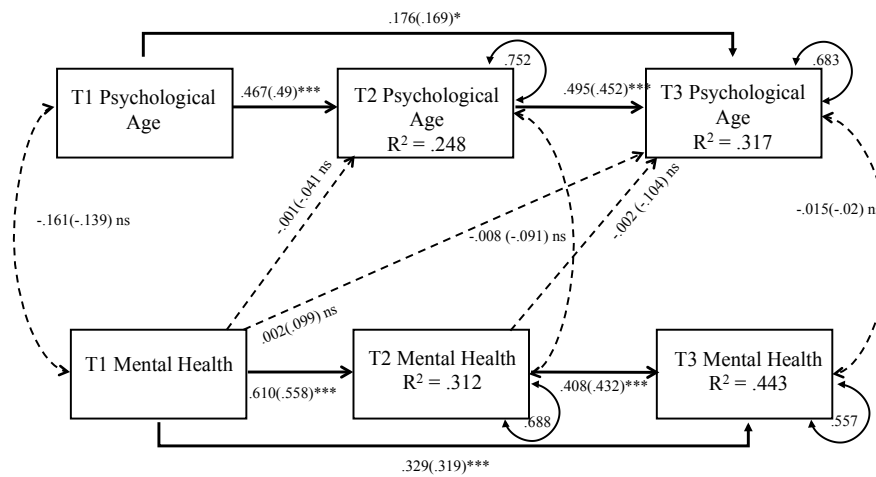 .176(.169)*
.752
.683
T1 Psychological
Age
.467(.49)***
T2 Psychological
Age
R² = .248
.495(.452)***
T3 Psychological
Age
R² = .317
-.161(-.139) ns
-.001(-.041 ns
-.008 (-.091) ns
-.002 (-.104) ns
-.015(-.02) n
.002(.099) ns
T1 Mental Health
.610(.558)***
T2 Mental Health
R² = .312
.408(.432)***
T3 Mental Health
R² = .443
.688
.557
.329(.319)***